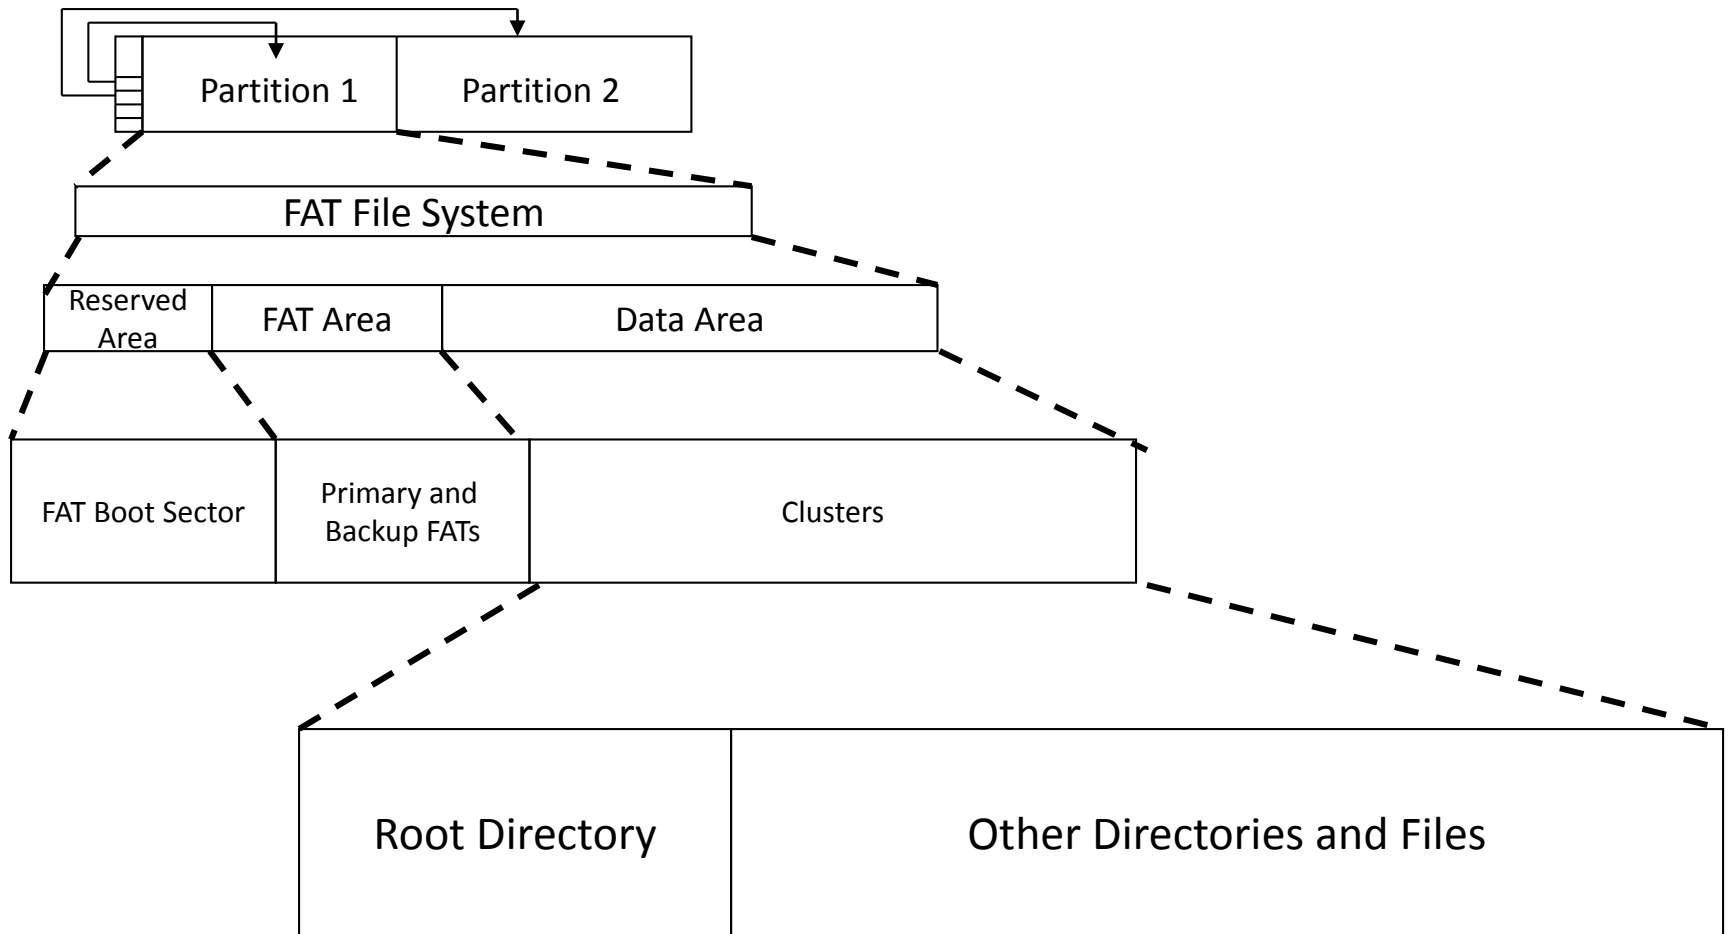 Partition 1
Partition 2
FAT File System
Reserved
Area
FAT Area
Data Area
FAT Boot Sector
Primary and
Backup FATs
Clusters
Root Directory
Other Directories and Files